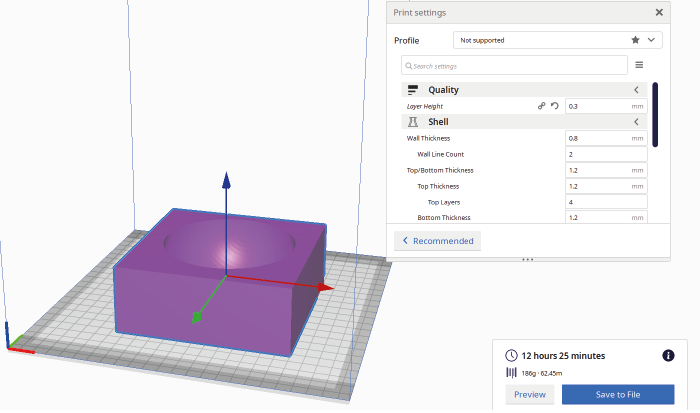 Print settings
Profile
Not supported
Search settings
Quality
Layer Height
0.3 mm
Shell
Wall Thickness
0.8 mm
Wall Line Count
2
Top/Bottom Thickness
1.2 mm
Top Thickness
1.2 mm
Top Layers
4
Bottom Thickness
1.2 mm
Recommended
12 hours 25 minutes
186g · 62.45m
Preview
Save to File